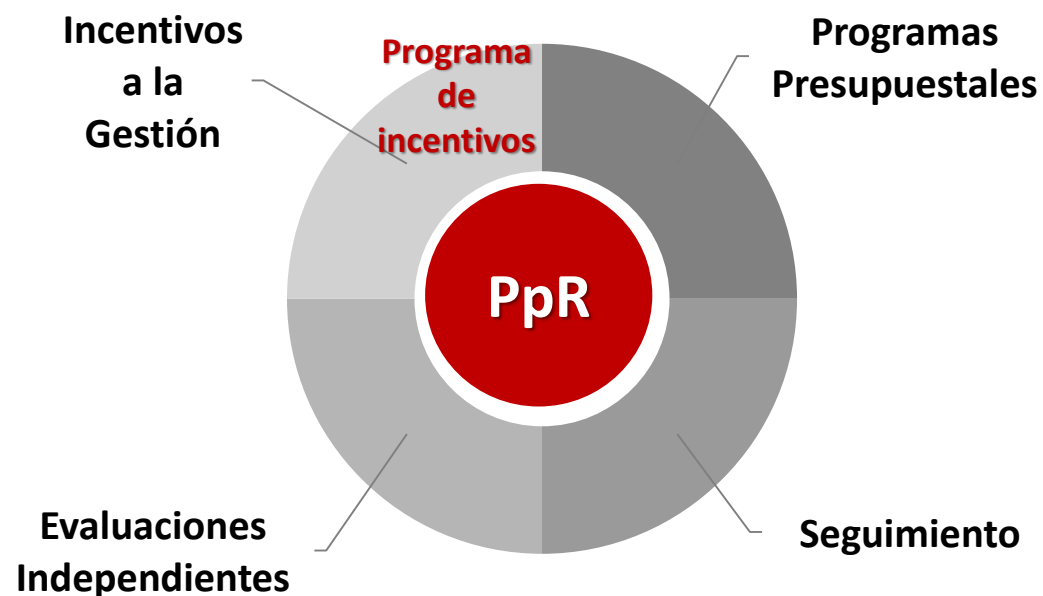 Incentivos
a la
Gestión
Programa
de
incentivos
Programas
Presupuestales
PpR
Evaluaciones
Independientes
Seguimiento